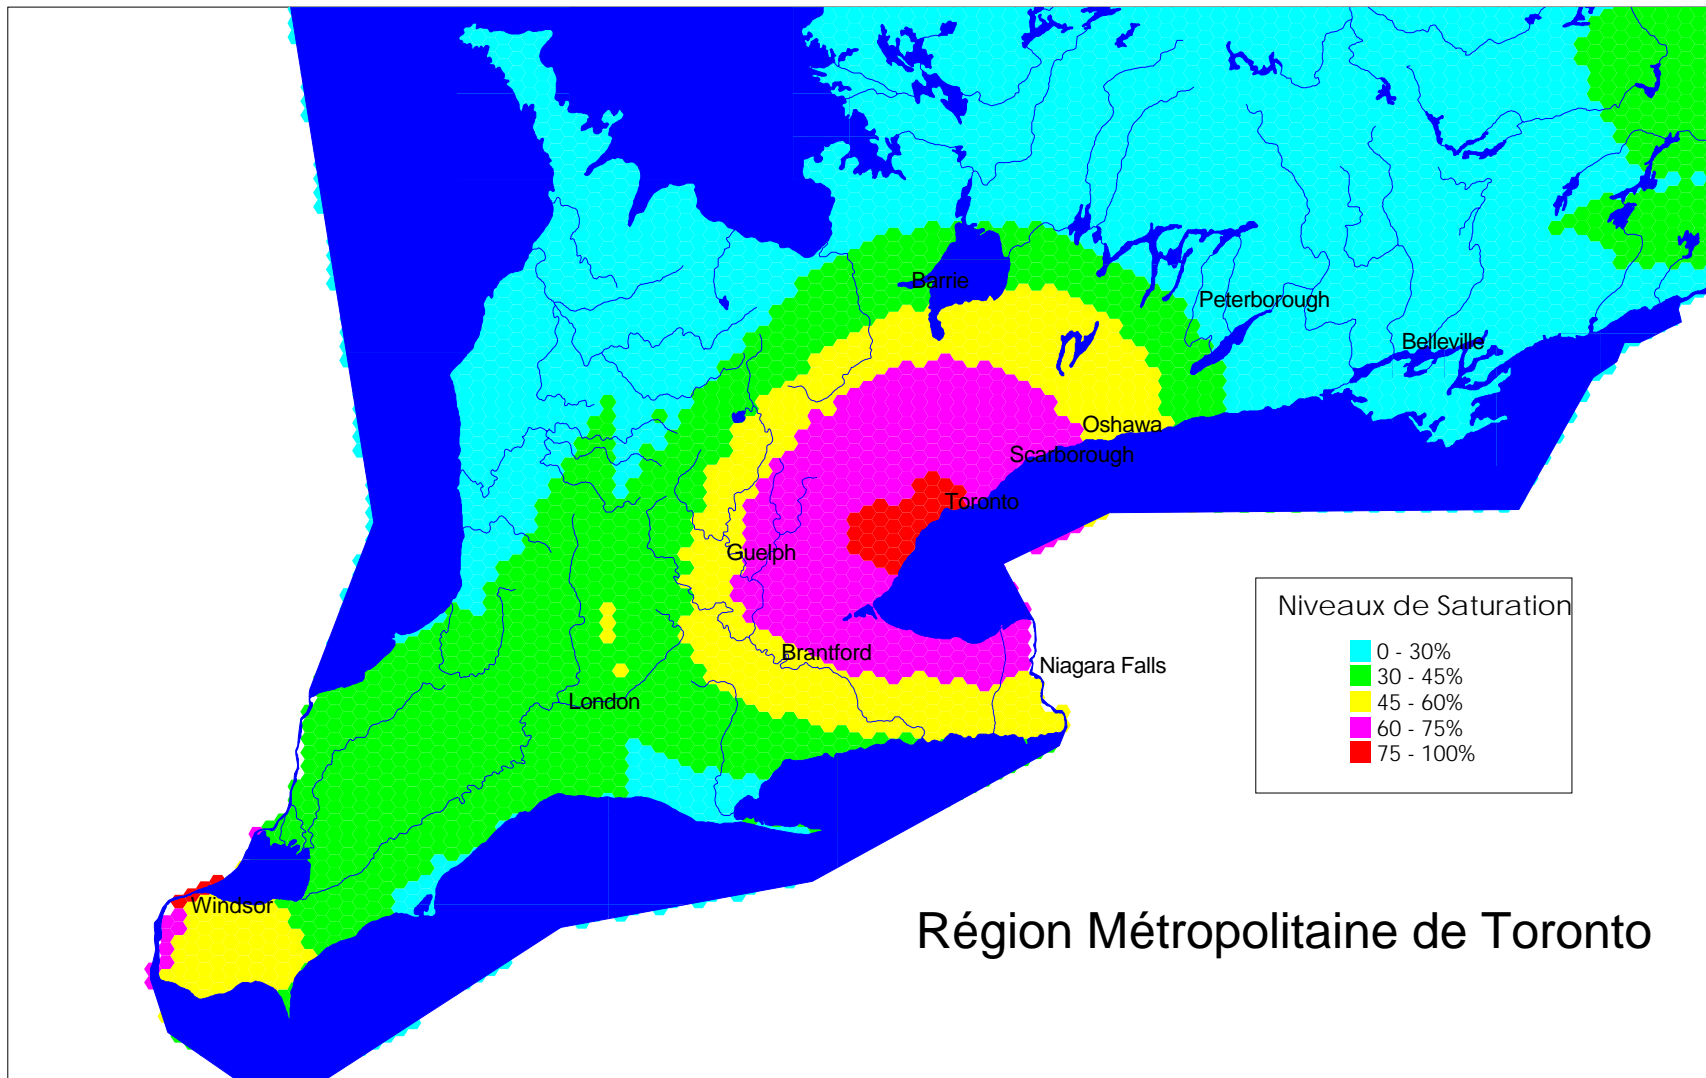 Barrie
Peterborough
Belleville
Oshawa
Scarborough
Toronto
Guelph
Brantford
Niagara Falls
London
Windsor
Niveaux de Saturation
0 - 30%
30 - 45%
45 - 60%
60 - 75%
75 - 100%
Région Métropolitaine de Toronto